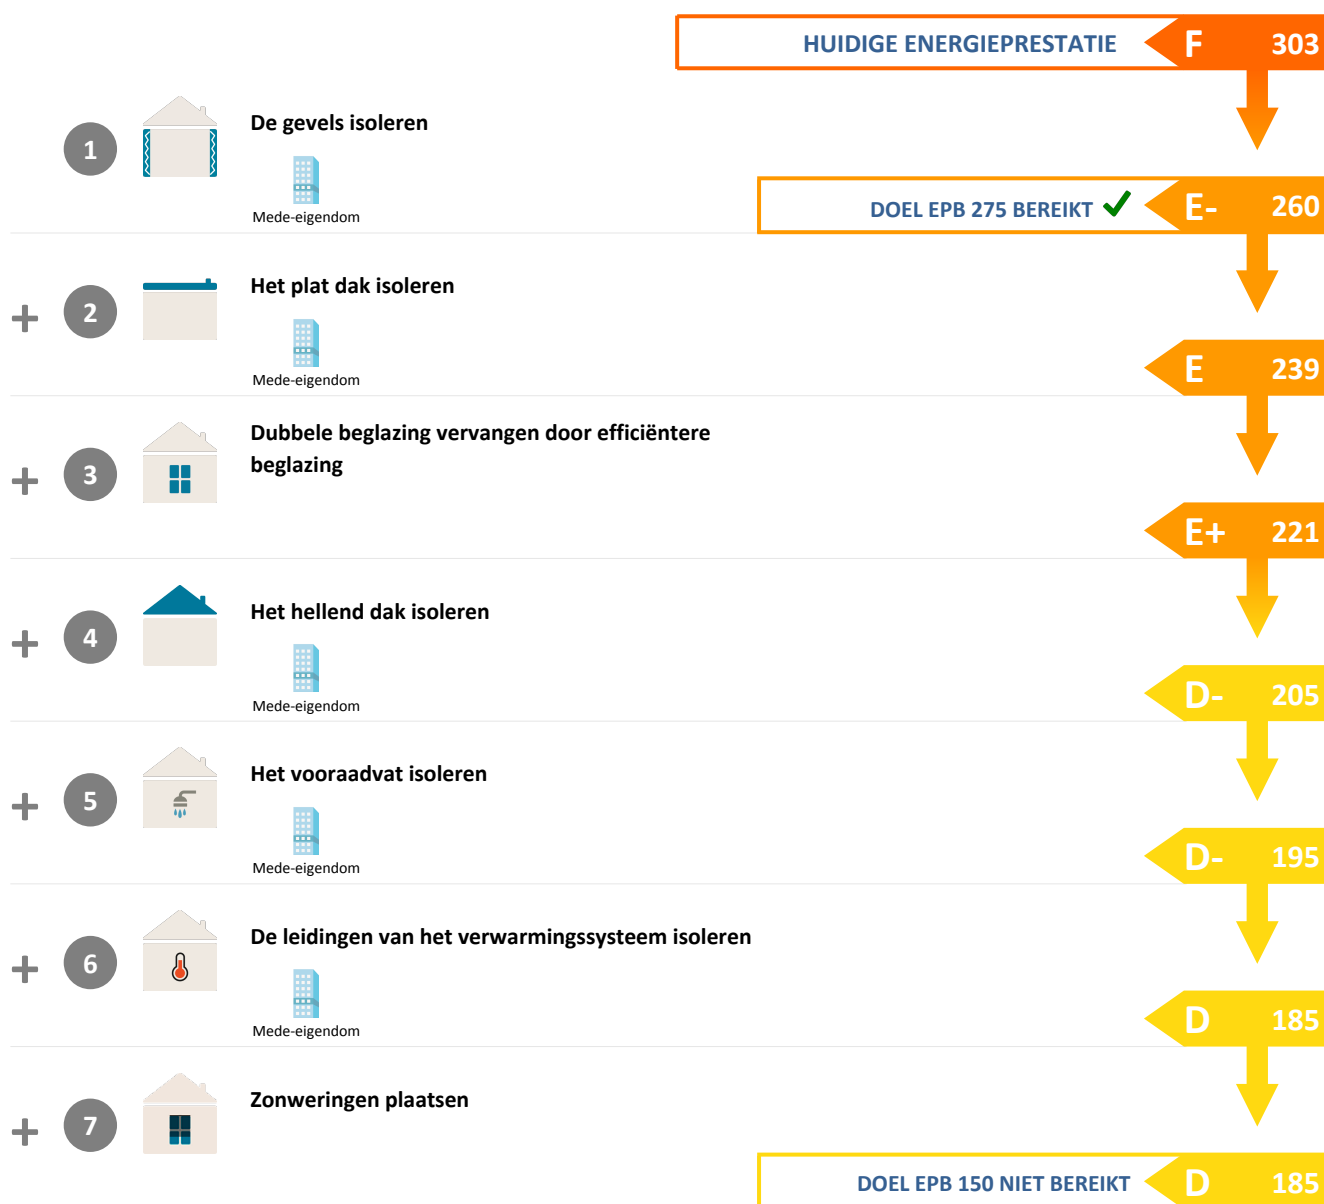 HUIDIGE ENERGIEPRESTATIE F 303
1 De gevels isoleren
Mede-eigendom
DOEL EPB 275 BEREIKT E- 260
+ 2 Het plat dak isoleren
Mede-eigendom
E 239
+ 3 Dubbele beglazing vervangen door efficiëntere
beglazing
E+ 221
+ 4 Het hellend dak isoleren
Mede-eigendom
D- 205
+ 5 Het vooraadvat isoleren
Mede-eigendom
D- 195
+ 6 De leidingen van het verwarmingssysteem isoleren
Mede-eigendom
D 185
+ 7 Zonweringen plaatsen
DOEL EPB 150 NIET BEREIKT D 185